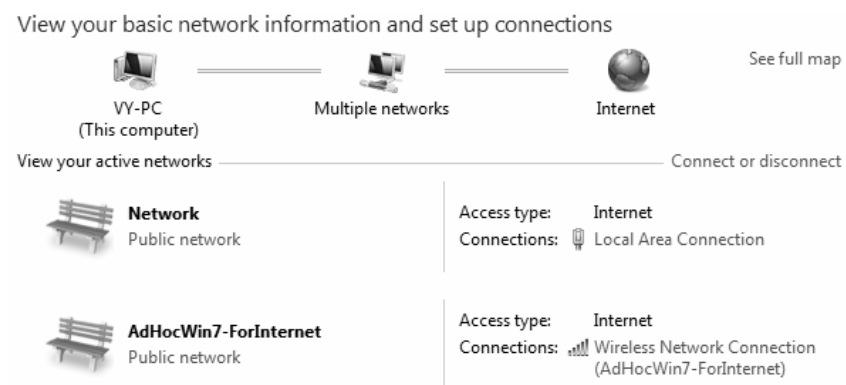 View your basic network information and set up connections
See full map
VY-PC
(This computer)
Multiple networks
Internet
View your active networks
Connect or disconnect
Network
Public network
Access type: Internet
Connections: Local Area Connection
AdHocWin7-ForInternet
Public network
Access type: Internet
Connections: Wireless Network Connection
(AdHocWin7-ForInternet)